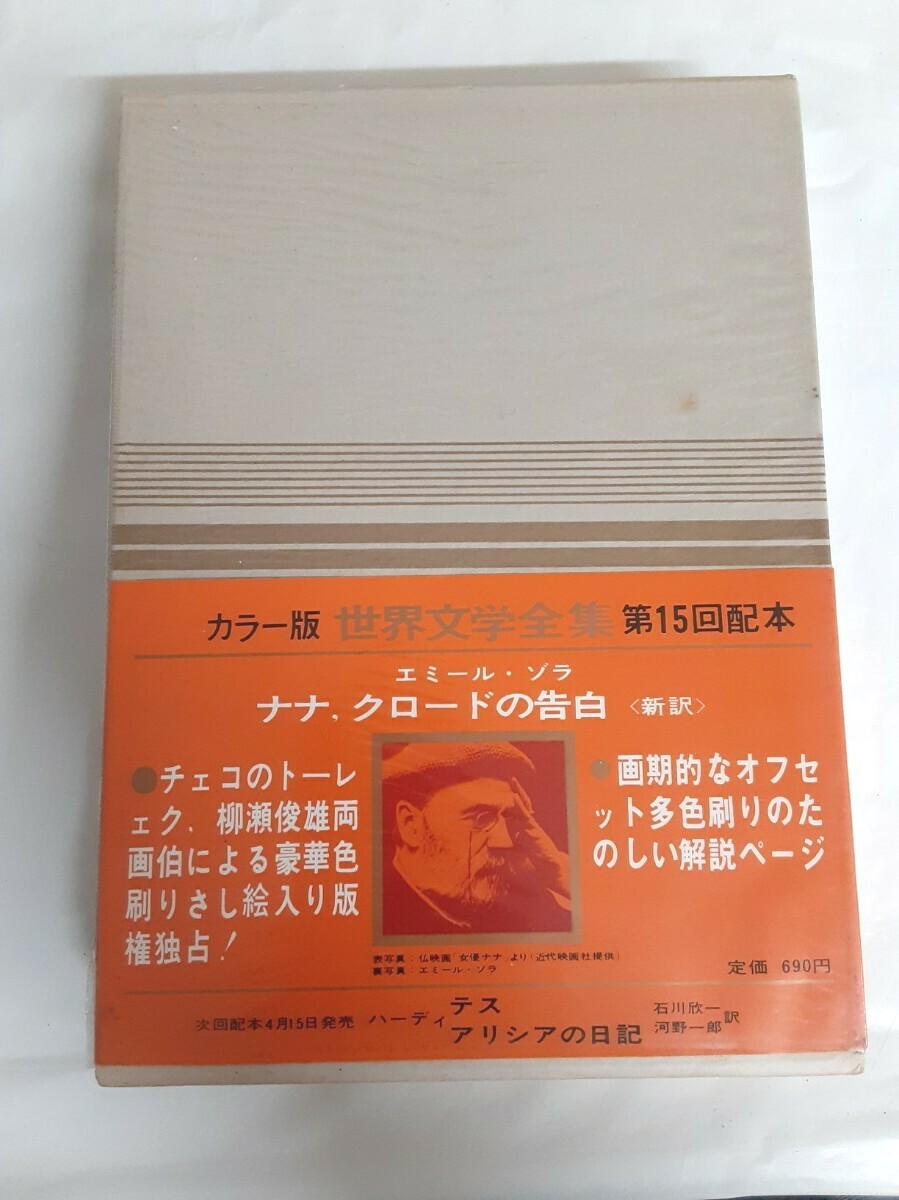 カラー版 世界文学全集 第15回配本
エミール・ゾラ
ナナ,クロードの告白 〈新訳〉
●チェコのトーレ
ェク、柳瀬俊雄両
画伯による豪華色
刷りさし絵入り版
権独占!
●画期的なオフセ
ット多色刷りのた
のしい解説ページ
表写真:仏映画「女優ナナ」より(近代映画社提供)
裏写真:エミール・ゾラ
定価 690円
次回配本4月15日発売 ハーディ テス
アリシアの日記
石川欣一
河野一郎 訳